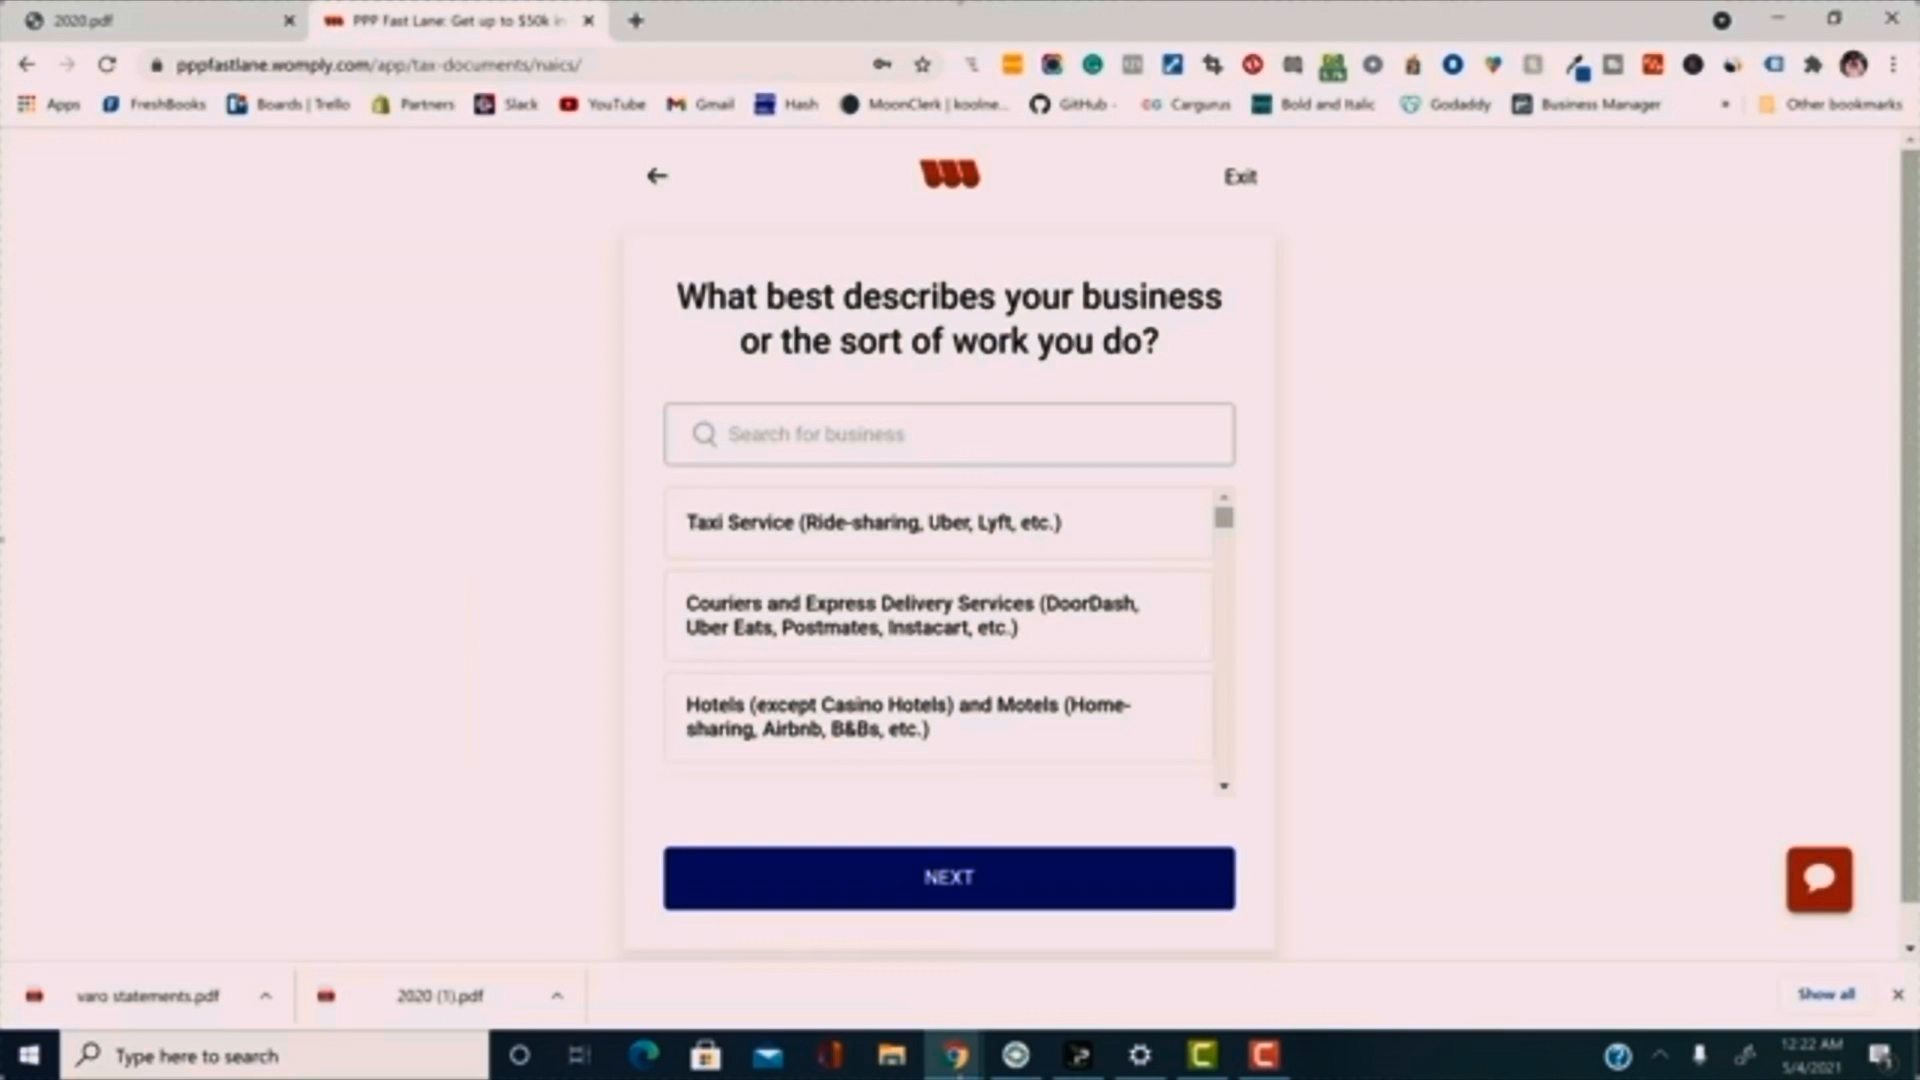 2020.pdf
PPP Fast Lane: Get up to $50k in
pppfastlane.womply.com/app/tax-documents/naics/
Apps FreshBooks Boards | Trello Partners Slack YouTube Gmail Hash MoonClerk | koolne... GitHub - CG Cargurus Bold and Italic Godaddy Business Manager » Other bookmarks
Exit
What best describes your business
or the sort of work you do?
Search for business
Taxi Service (Ride-sharing, Uber, Lyft, etc.)
Couriers and Express Delivery Services (DoorDash,
Uber Eats, Postmates, Instacart, etc.)
Hotels (except Casino Hotels) and Motels (Home-
sharing, Airbnb, B&Bs, etc.)
NEXT
varo statements.pdf
2020 (1).pdf
Show all
Type here to search
12:22 AM
5/4/2021